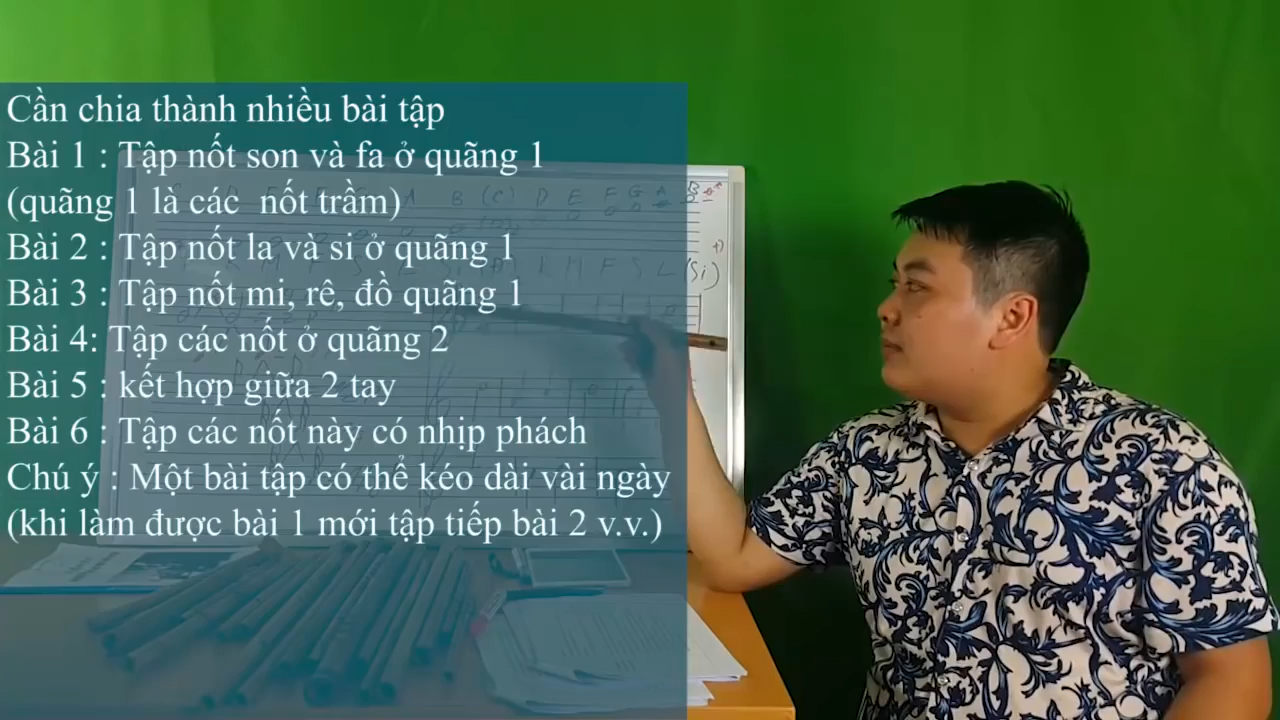 Cần chia thành nhiều bài tập
Bài 1 : Tập nốt son và fa ở quãng 1
(quãng 1 là các nốt trầm)
Bài 2 : Tập nốt la và si ở quãng 1
Bài 3 : Tập nốt mi, rê, đồ quãng 1
Bài 4: Tập các nốt ở quãng 2
Bài 5 : kết hợp giữa 2 tay
Bài 6 : Tập các nốt này có nhịp phách
Chú ý : Một bài tập có thể kéo dài vài ngày
(khi làm được bài 1 mới tập tiếp bài 2 v.v.)
B (C) D E F G A B
R M F S L (Si)